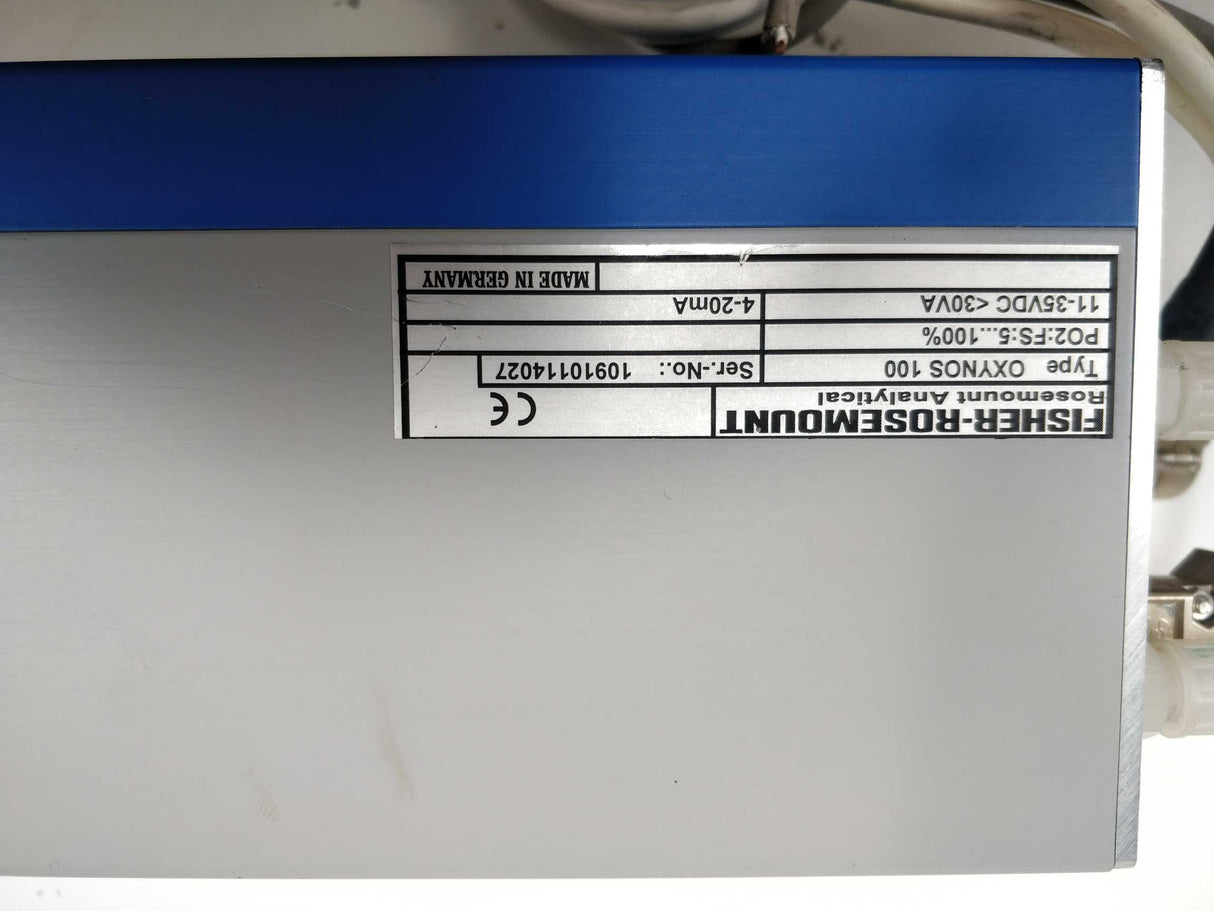 FISHER-ROSEMOUNT
Rosemount Analytical
CE
Type OXYNOS 100
Ser.-No.: 10910114027
PO2:FS:5...100%
11-35VDC <30VA
4-20mA
MADE IN GERMANY